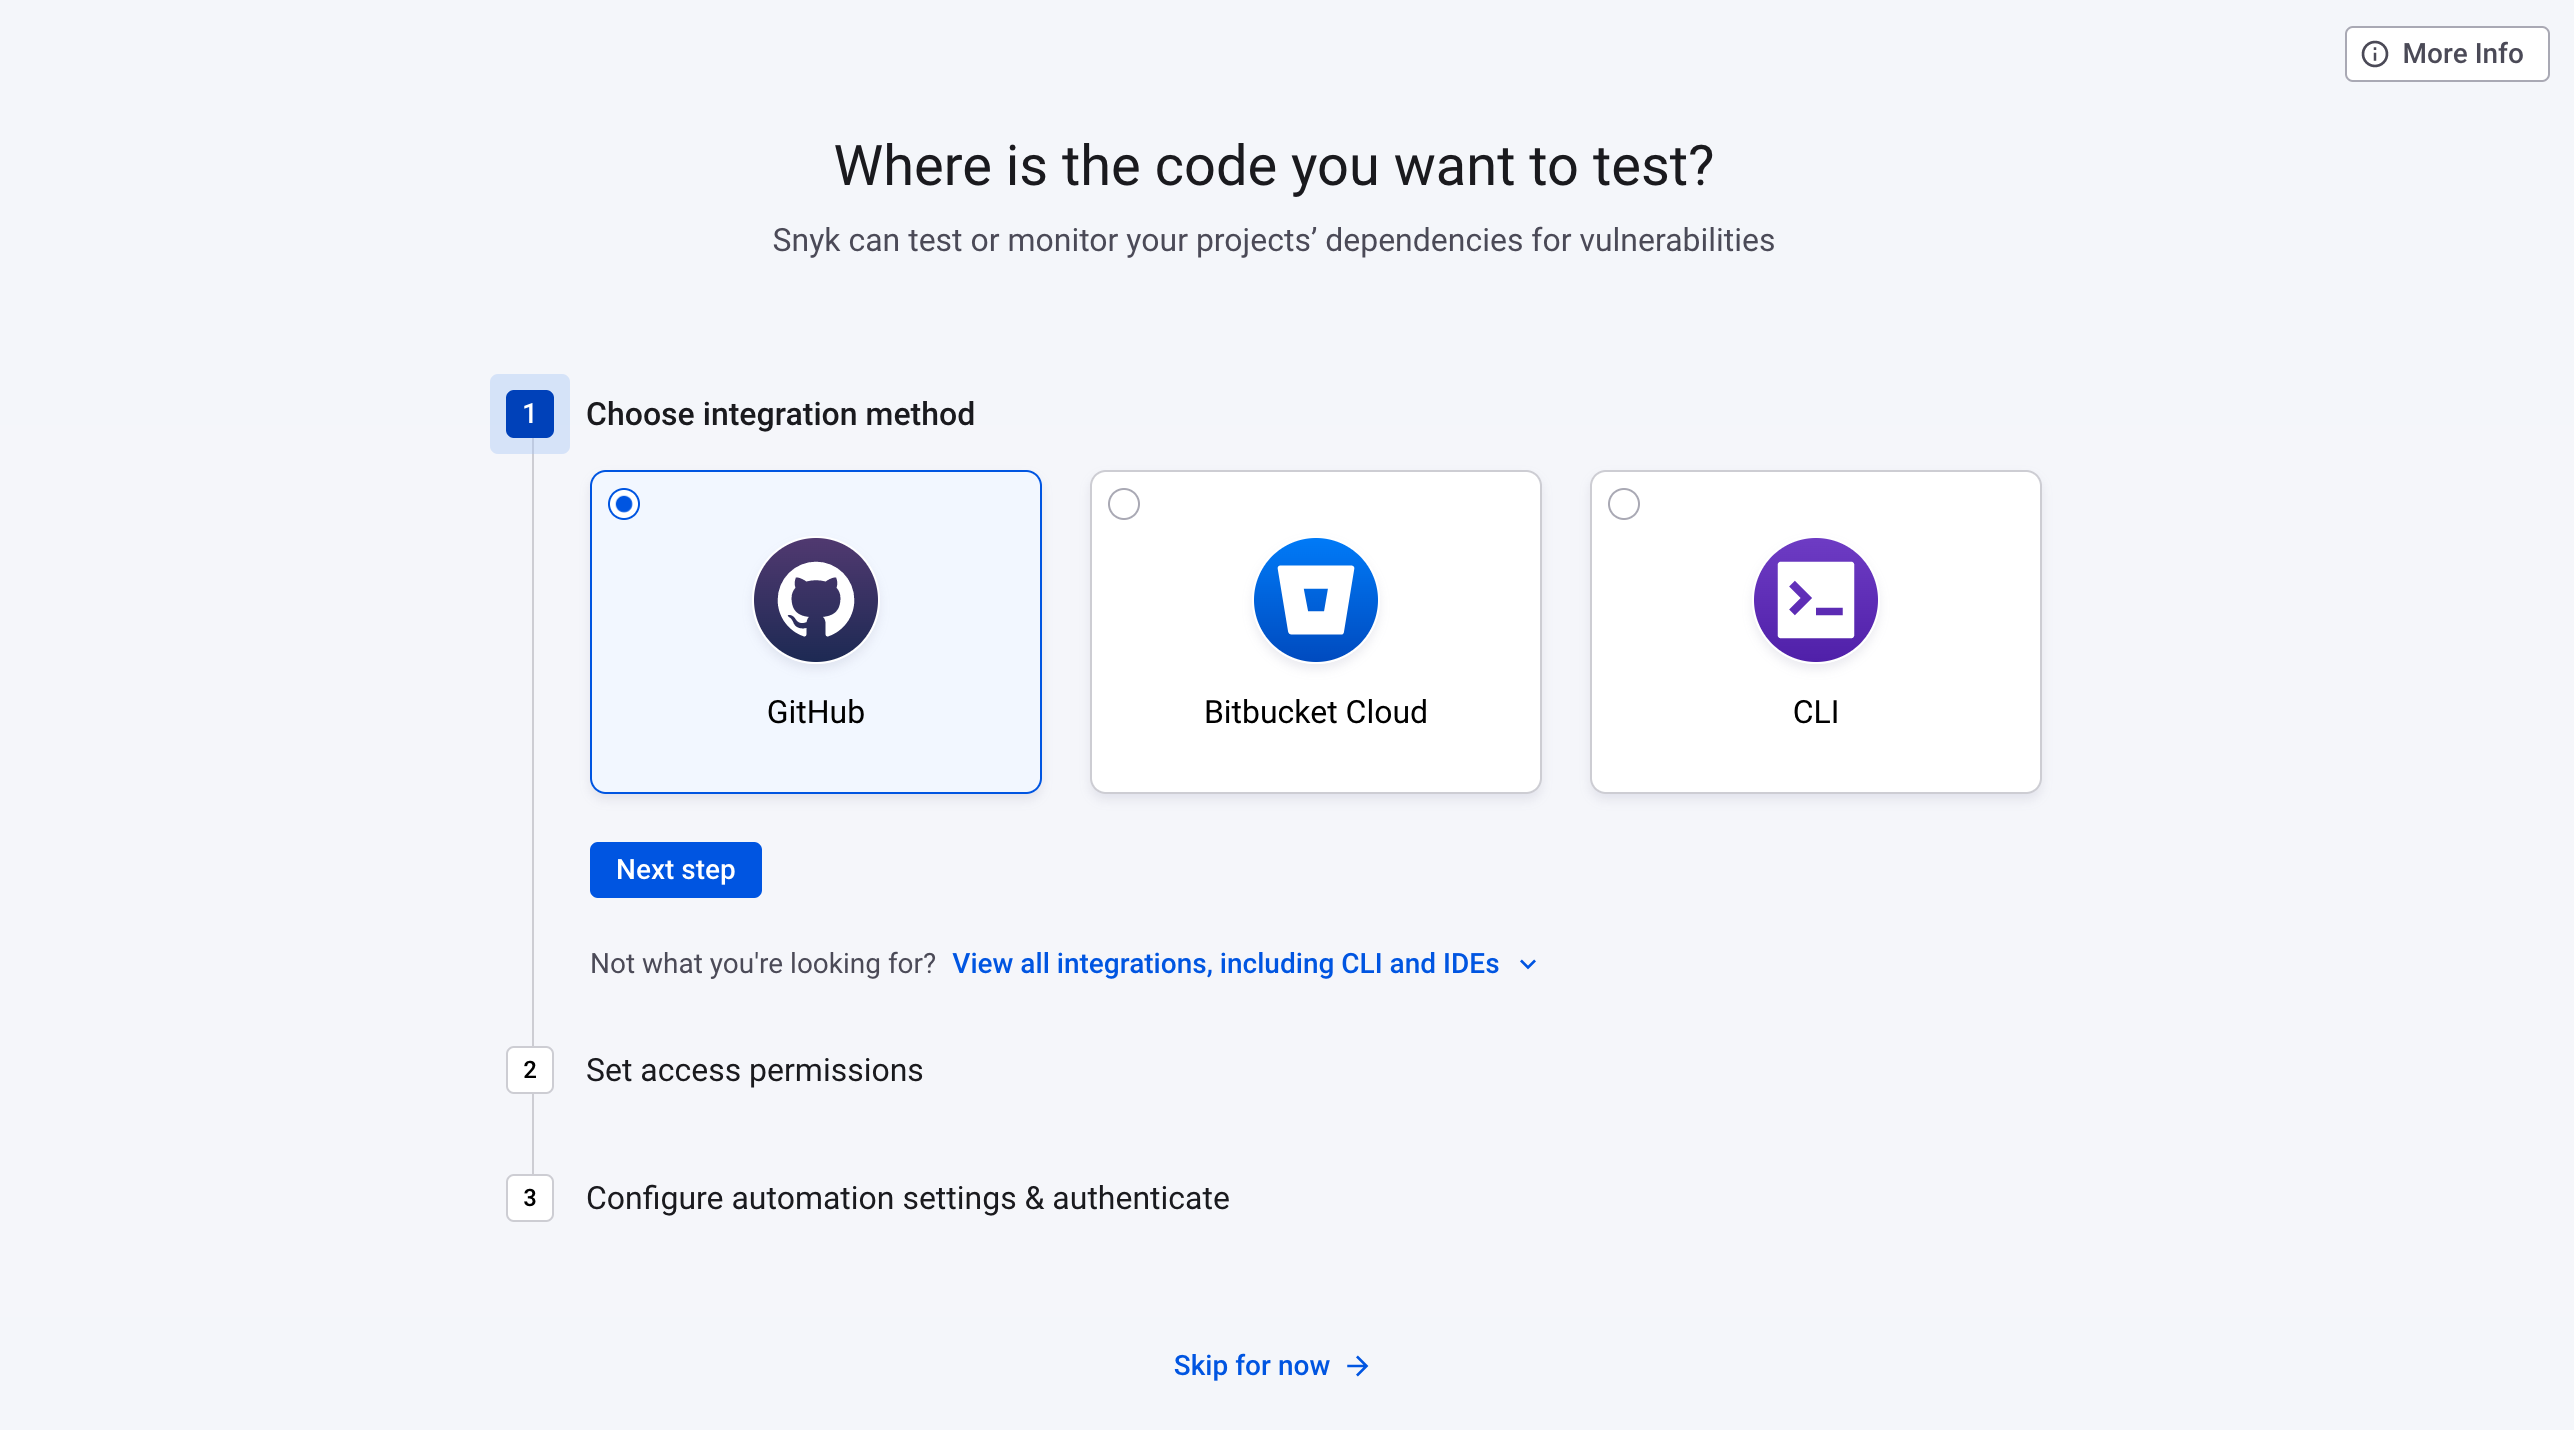 More Info
Where is the code you want to test?
Snyk can test or monitor your projects’ dependencies for vulnerabilities
1 Choose integration method
GitHub
Bitbucket Cloud
CLI
Next step
Not what you're looking for? View all integrations, including CLI and IDEs
2 Set access permissions
3 Configure automation settings & authenticate
Skip for now